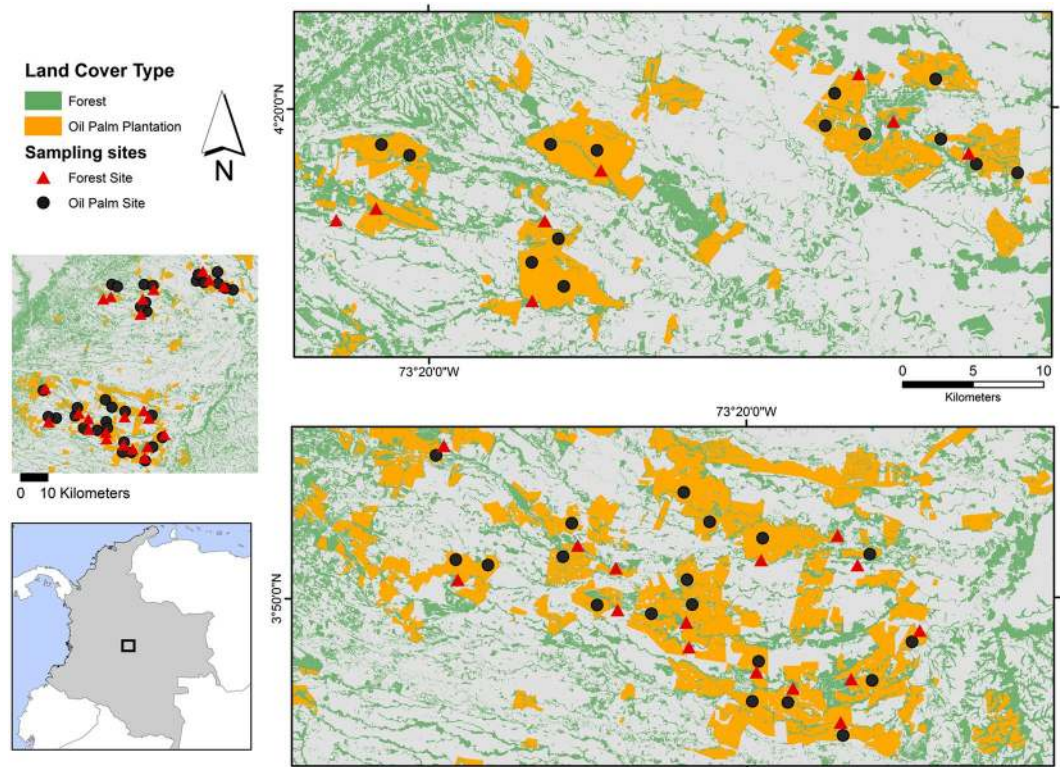 Land Cover Type
Forest
Oil Palm Plantation
Sampling sites
Forest Site
Oil Palm Site
N
0 10 Kilometers
4°20'0"N
73°20'0"W
0 5 10
Kilometers
73°20'0"W
3°50'0"N